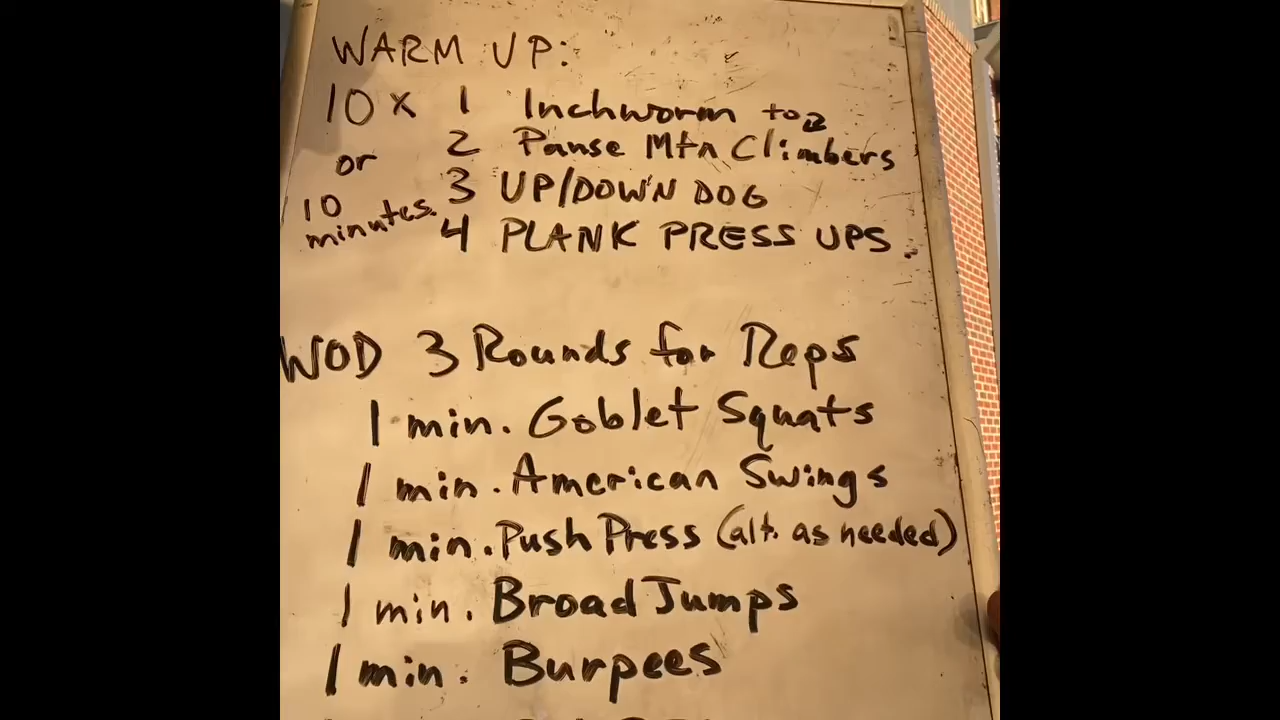 WARM UP:
10 x 1 Inchworm to 2
or 2 Pause Mtn Climbers
10 minutes. 3 UP/DOWN DOG
4 PLANK PRESS UPS.
WOD 3 Rounds for Reps
1 min. Goblet Squats
1 min. American Swings
1 min. Push Press (alt. as needed)
1 min. Broad Jumps
1 min. Burpees